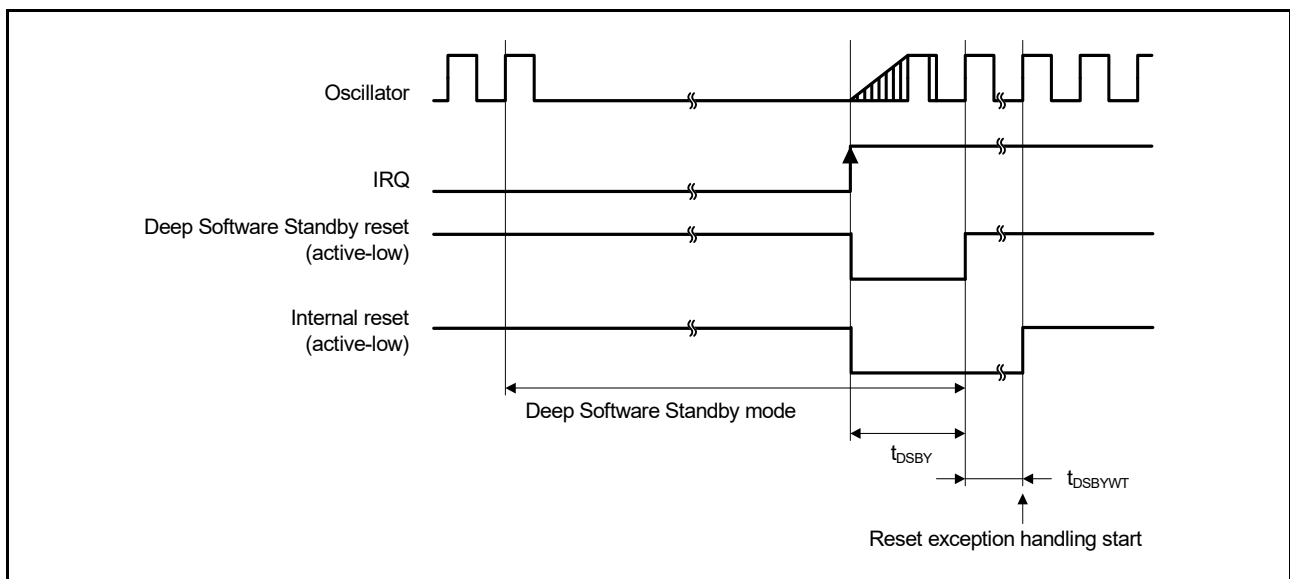 Oscillator
IRQ
Deep Software Standby reset
(active-low)
Internal reset
(active-low)
Deep Software Standby mode
tDSBY
tDSBYWT
Reset exception handling start